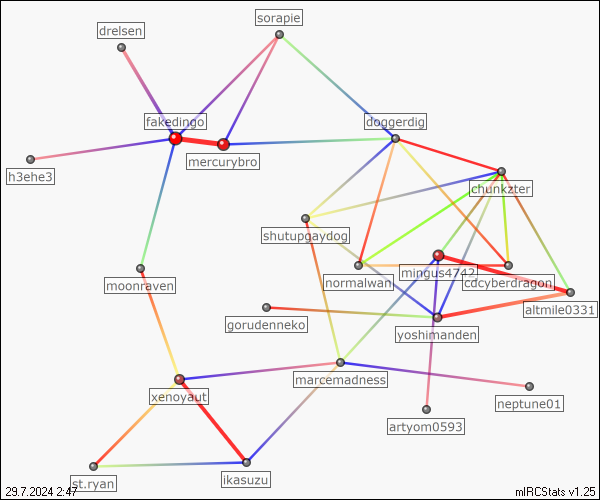 sorapie
drelsen
fakedingo
doggerdig
mercurybro
h3ehe3
chunkzter
shutupgaydog
moonraven
normalwan
mingus4742
cdcyberdragon
altmile0331
gorudenneko
yoshimanden
marcemadness
xenoyaut
neptune01
artyom0593
st.ryan
ikasuzu
29.7.2024 2:47
mIRCStats v1.25